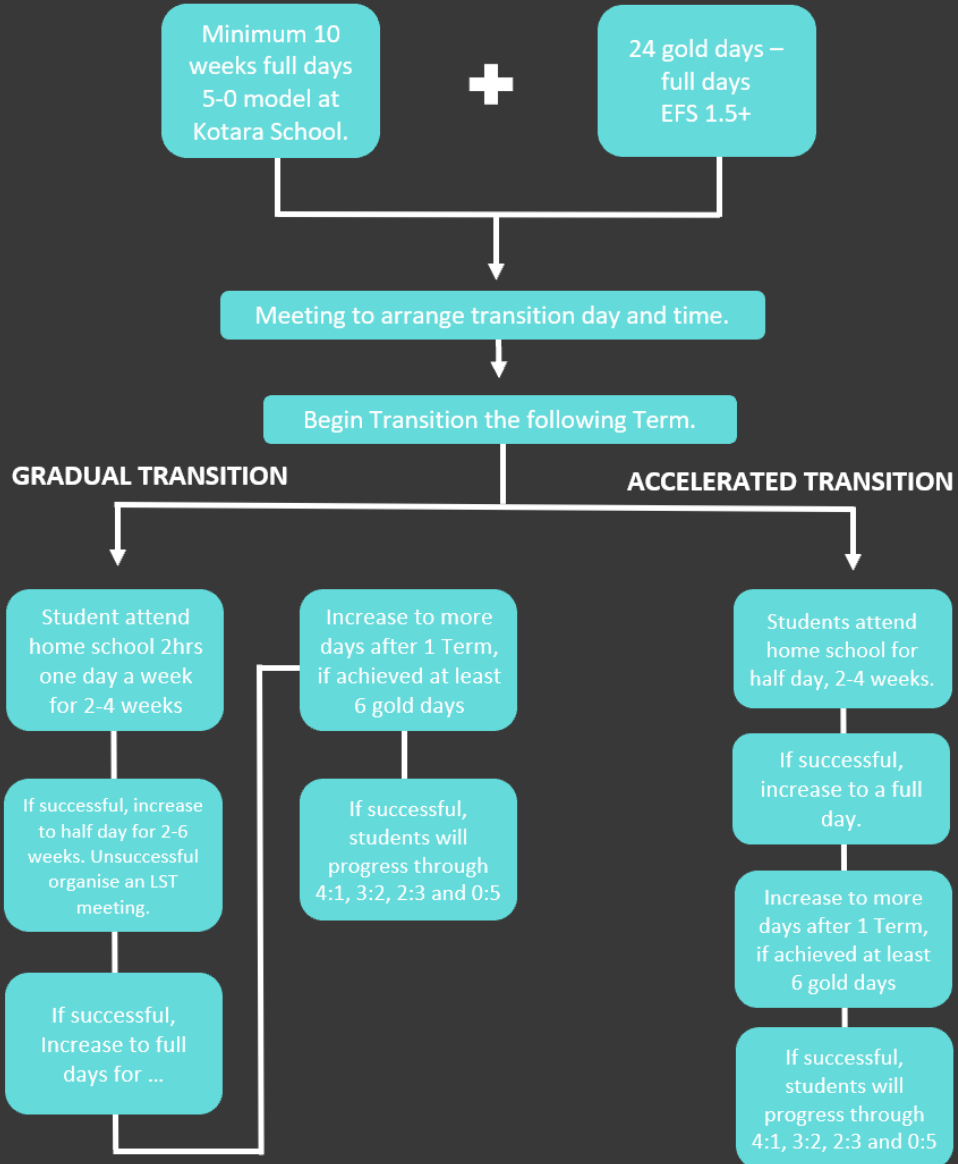 Minimum 10
weeks full days
5-0 model at
Kotara School.
24 gold days –
full days
EFS 1.5+
Meeting to arrange transition day and time.
Begin Transition the following Term.
GRADUAL TRANSITION
Student attend
home school 2hrs
one day a week
for 2-4 weeks
If successful, increase
to half day for 2-6
weeks. Unsuccessful
organise an LST
meeting.
If successful,
Increase to full
days for ...
Increase to more
days after 1 Term,
if achieved at least
6 gold days
If successful,
students will
progress through
4:1, 3:2, 2:3 and 0:5
ACCELERATED TRANSITION
Students attend
home school for
half day, 2-4 weeks.
If successful,
increase to a full
day.
Increase to more
days after 1 Term,
if achieved at least
6 gold days
If successful,
students will
progress through
4:1, 3:2, 2:3 and 0:5